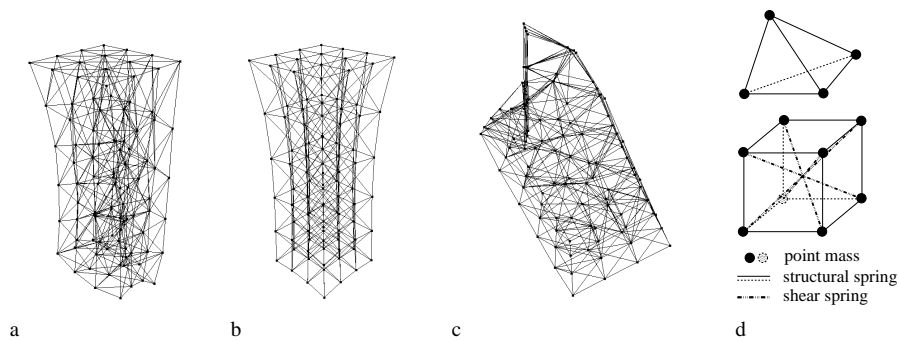 point mass
structural spring
shear spring
a
b
c
d